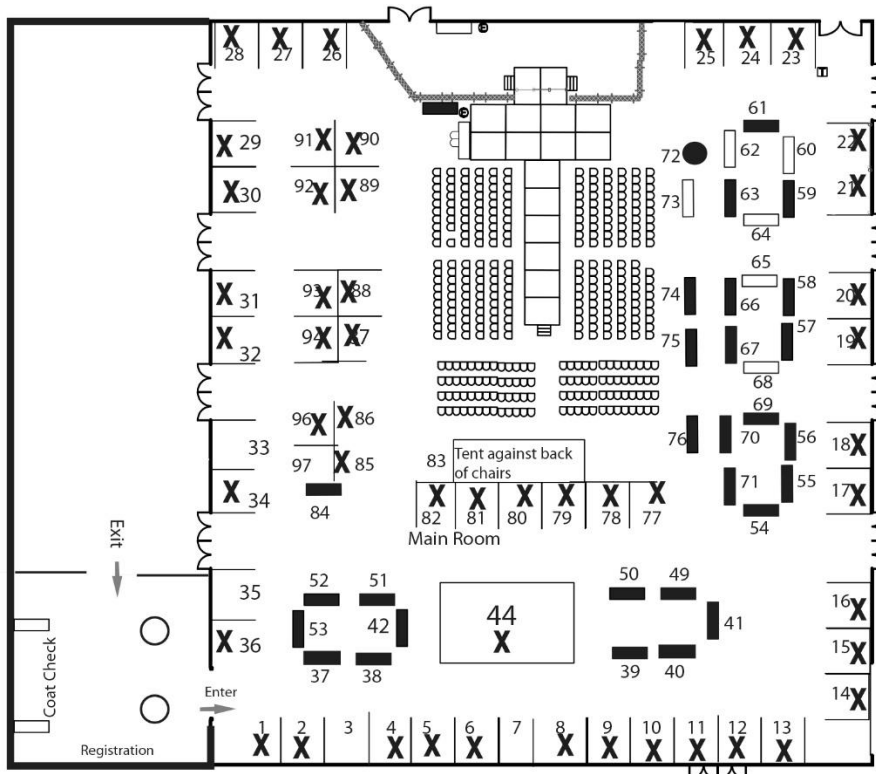 28 27 26 25 24 23
61
29 91 90 72 62 60 22
30 92 89 73 63 59 21
64
65
31 93 88 74 66 58 20
32 94 87 75 67 57 19
68
69
33 96 86 76 70 56 18
97 85 83 Tent against back
of chairs
34 84 71 55 17
82 81 80 79 78 77
54
Main Room
Exit
35 52 51 50 49
44
16
36 53 42 41
15
37 38 39 40
Coat Check
Enter
14
Registration
1 2 3 4 5 6 7 8 9 10 11 12 13